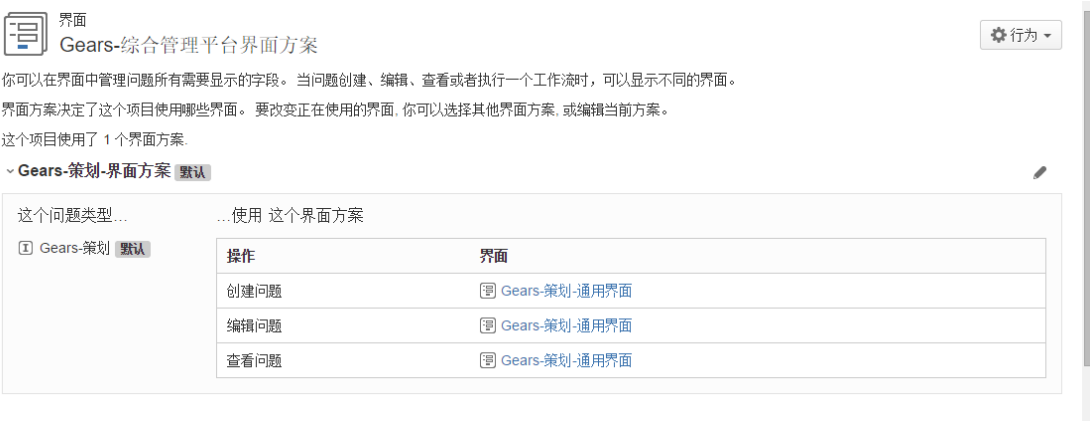 界面
Gears-综合管理平台界面方案
行为
你可以在界面中管理问题所有需要显示的字段。 当问题创建、编辑、查看或者执行一个工作流时，可以显示不同的界面。
界面方案决定了这个项目使用哪些界面。 要改变正在使用的界面, 你可以选择其他界面方案, 或编辑当前方案。
这个项目使用了 1 个界面方案.
Gears-策划-界面方案 默认
这个问题类型... ...使用 这个界面方案
Gears-策划 默认
操作 界面
创建问题 Gears-策划-通用界面
编辑问题 Gears-策划-通用界面
查看问题 Gears-策划-通用界面